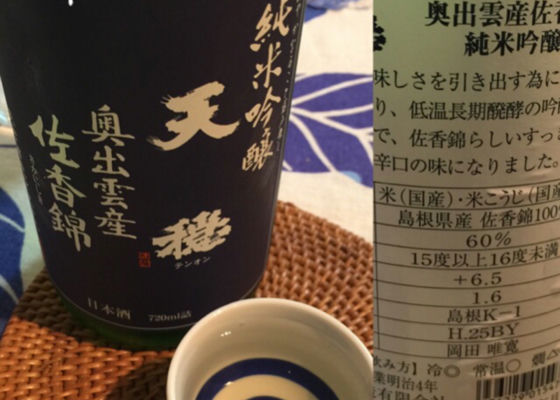 純米吟醸
天穏
テンオン
奥出雲産
佐香錦
日本酒
720ml詰
奥出雲産佐
純米吟醸
味しさを引き出す為に
り、低温長期醗酵の吟
で、佐香錦らしいすっ
辛口の味になりました。
米(国産)・米こうじ(国産
島根県産 佐香錦100
60%
15度以上16度未満
+6.5
1.6
島根K-1
H.25BY
岡田 唯寛
飲み方】冷◎ 常温○ 燗
業明治4年